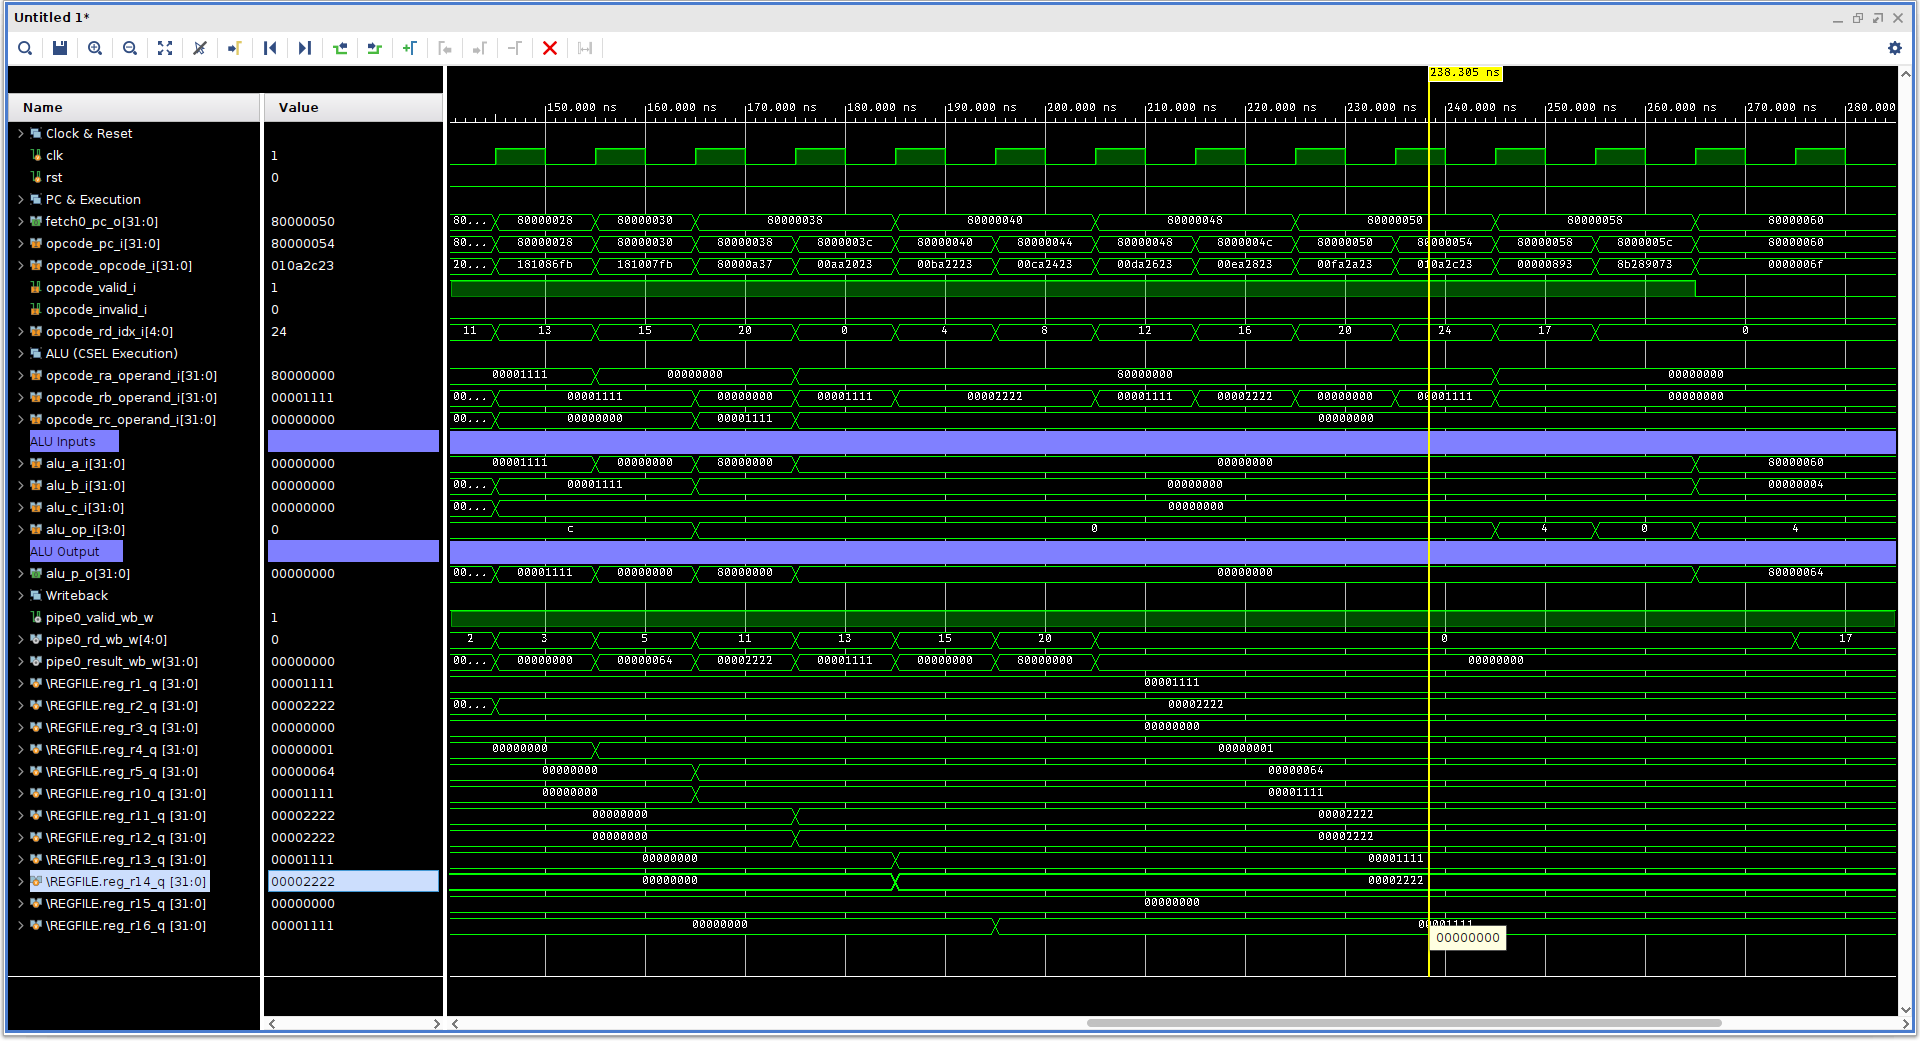 Untitled 1*
238.305 ns
Name Value
150.000 ns 160.000 ns 170.000 ns 180.000 ns 190.000 ns 200.000 ns 210.000 ns 220.000 ns 230.000 ns 240.000 ns 250.000 ns 260.000 ns 270.000 ns 280.000
Clock & Reset
clk 1
rst 0
PC & Execution
fetch0_pc_o[31:0] 80000050 80... 80000028 80000030 80000038 80000040 80000048 80000050 80000058 80000060
opcode_pc_i[31:0] 80000054 80... 80000028 80000030 80000038 8000003c 80000040 80000044 80000048 8000004c 80000050 80000054 80000058 8000005c 80000060
opcode_opcode_i[31:0] 010a2c23 20... 181086fb 181007fb 80000a37 00aa2023 00ba2223 00ca2423 00da2623 00ea2823 00fa2a23 010a2c23 00000893 8b289073 0000006f
opcode_valid_i 1
opcode_invalid_i 0
opcode_rd_idx_i[4:0] 24 11 13 15 20 0 4 8 12 16 20 24 17 0
ALU (CSEL Execution)
opcode_ra_operand_i[31:0] 80000000 00001111 00000000 80000000 00000000
opcode_rb_operand_i[31:0] 00001111 00... 00001111 00000000 00001111 00002222 00001111 00002222 00000000 00001111 00000000
opcode_rc_operand_i[31:0] 00000000 00... 00000000 00001111 00000000
ALU Inputs
alu_a_i[31:0] 00000000 00001111 00000000 80000000 00000000 80000060
alu_b_i[31:0] 00000000 00... 00001111 00000000 00000004
alu_c_i[31:0] 00000000 00... 00000000
alu_op_i[3:0] 0 c 0 4 0 4
ALU Output
alu_p_o[31:0] 00000000 00... 00001111 00000000 80000000 00000000 80000064
Writeback
pipe0_valid_wb_w 1
pipe0_rd_wb_w[4:0] 0 2 3 5 11 13 15 20 0 17
pipe0_result_wb_w[31:0] 00000000 00... 00000000 00000064 00002222 00001111 00000000 80000000 00000000
\REGFILE.reg_r1_q [31:0] 00001111 00001111
\REGFILE.reg_r2_q [31:0] 00002222 00... 00002222
\REGFILE.reg_r3_q [31:0] 00000000 00000000
\REGFILE.reg_r4_q [31:0] 00000001 00000000 00000001
\REGFILE.reg_r5_q [31:0] 00000064 00000000 00000064
\REGFILE.reg_r10_q [31:0] 00001111 00000000 00001111
\REGFILE.reg_r11_q [31:0] 00002222 00000000 00002222
\REGFILE.reg_r12_q [31:0] 00002222 00000000 00002222
\REGFILE.reg_r13_q [31:0] 00001111 00000000 00001111
\REGFILE.reg_r14_q [31:0] 00002222 00000000 00002222
\REGFILE.reg_r15_q [31:0] 00000000 00000000
\REGFILE.reg_r16_q [31:0] 00001111 00000000 00001111
00000000